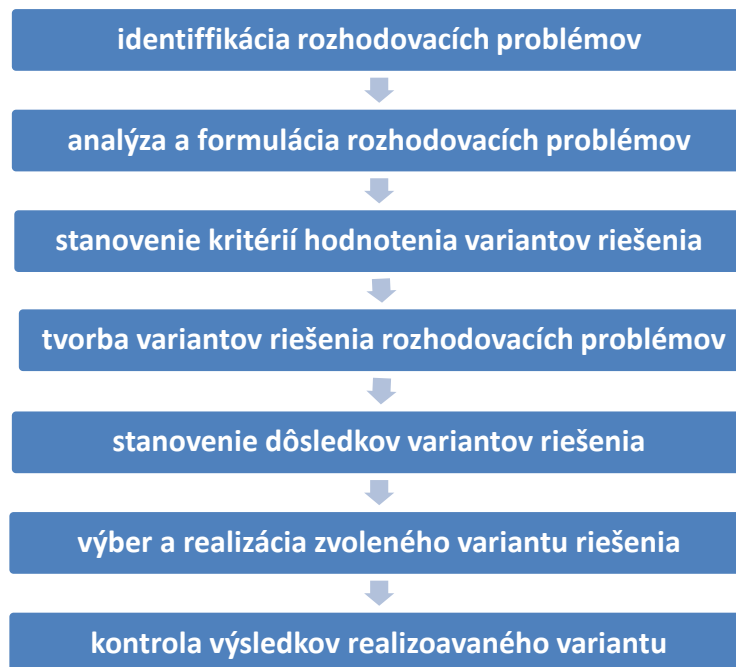 identiffikácia rozhodovacích problémov
analýza a formulácia rozhodovacích problémov
stanovenie kritérií hodnotenia variantov riešenia
tvorba variantov riešenia rozhodovacích problémov
stanovenie dôsledkov variantov riešenia
výber a realizácia zvoleného variantu riešenia
kontrola výsledkov realizoavaného variantu